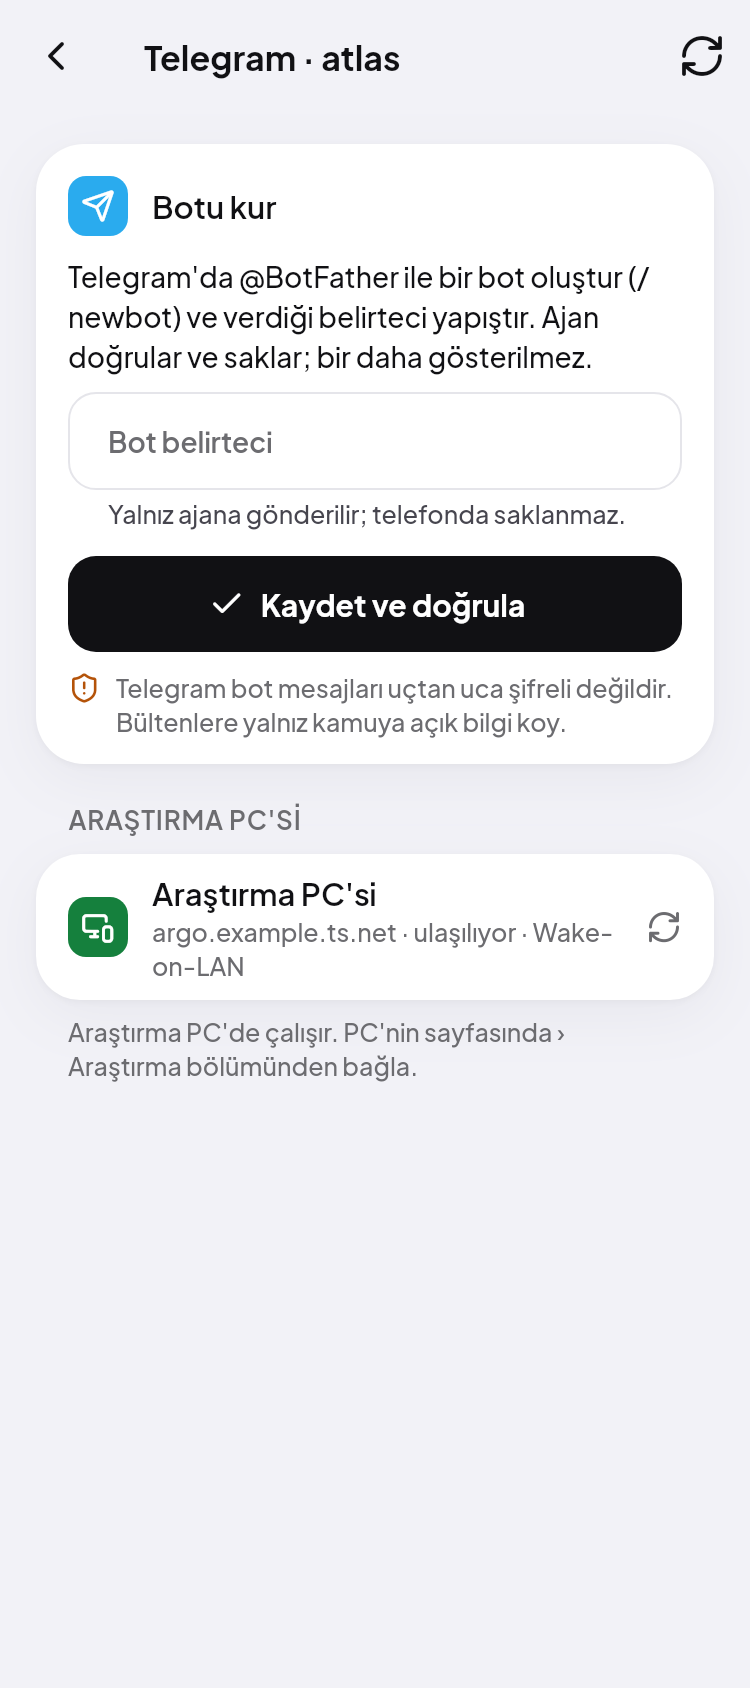 Telegram · atlas
Botu kur
Telegram'da @BotFather ile bir bot oluştur (/
newbot) ve verdiği belirteci yapıştır. Ajan
doğrular ve saklar; bir daha gösterilmez.
Bot belirteci
Yalnız ajana gönderilir; telefonda saklanmaz.
Kaydet ve doğrula
Telegram bot mesajları uçtan uca şifreli değildir.
Bültenlere yalnız kamuya açık bilgi koy.
ARAŞTIRMA PC'Sİ
Araştırma PC'si
argo.example.ts.net · ulaşılıyor · Wake-
on-LAN
Araştırma PC'de çalışır. PC'nin sayfasında ›
Araştırma bölümünden bağla.